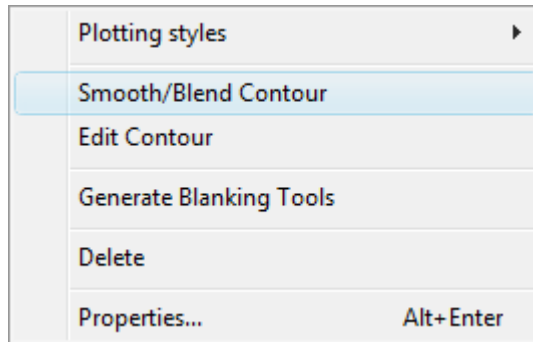 Plotting styles
Smooth/Blend Contour
Edit Contour
Generate Blanking Tools
Delete
Properties... Alt+Enter